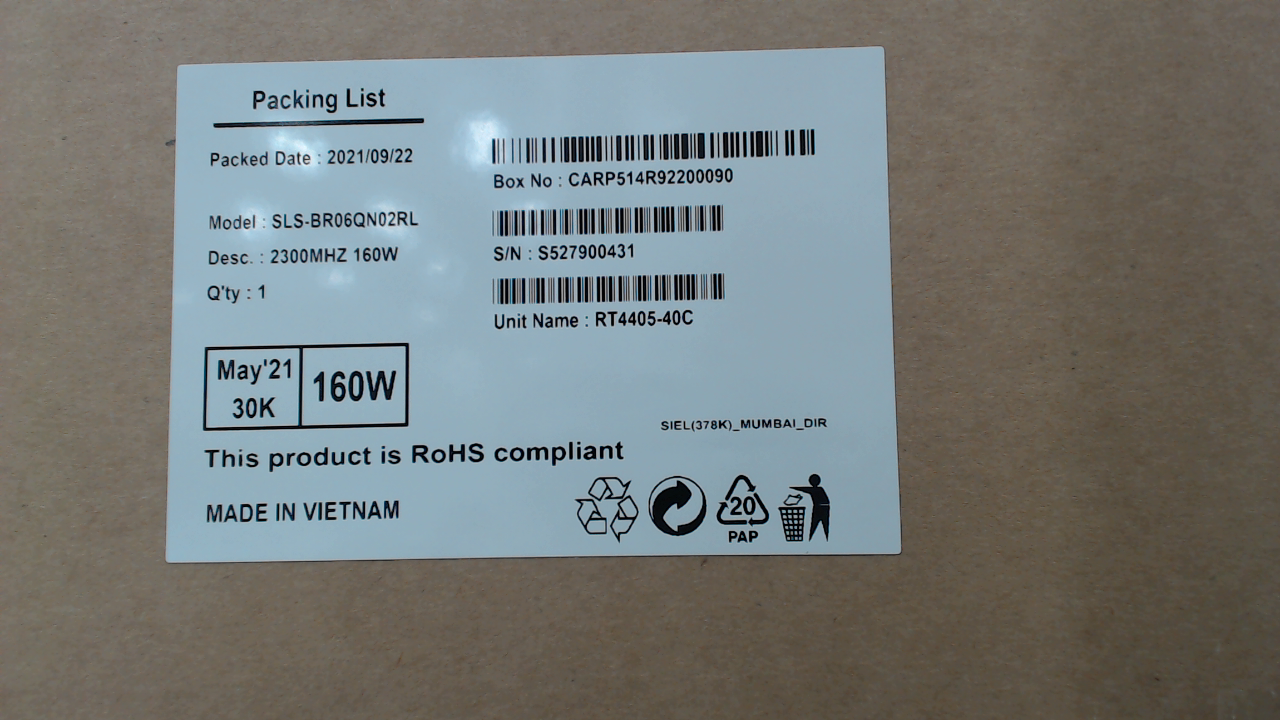 Packing List
Packed Date : 2021/09/22
Box No : CARP514R92200090
Model : SLS-BR06QN02RL
Desc. : 2300MHZ 160W
S/N : S527900431
Q'ty : 1
Unit Name : RT4405-40C
May'21
30K
160W
SIEL(378K)_MUMBAI_DIR
This product is RoHS compliant
MADE IN VIETNAM
20
PAP